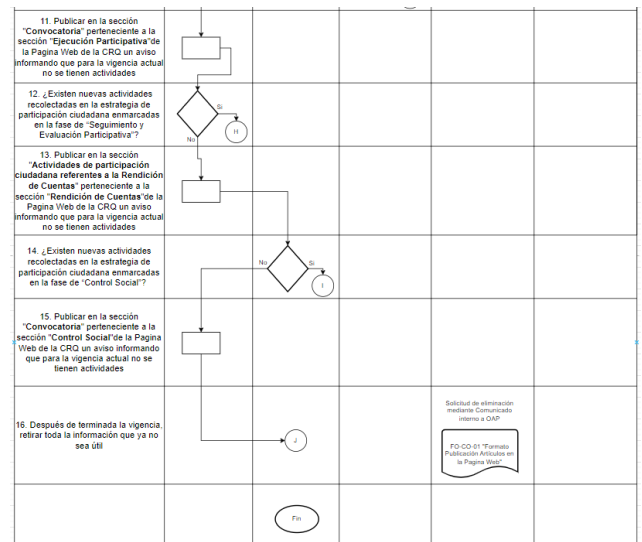 11. Publicar en la sección
"Convocatoria" perteneciente a la
sección "Ejecución Participativa"de
la Pagina Web de la CRQ un aviso
informando que para la vigencia actual
no se tienen actividades
12. ¿Existen nuevas actividades
recolectadas en la estrategia de
participación ciudadana enmarcadas
en la fase de "Seguimiento y
Evaluación Participativa"?
Si
H
No
13. Publicar en la sección
"Actividades de participación
ciudadana referentes a la Rendición
de Cuentas" perteneciente a la
sección "Rendición de Cuentas"de la
Pagina Web de la CRQ un aviso
informando que para la vigencia actual
no se tienen actividades
14. ¿Existen nuevas actividades
recolectadas en la estrategia de
participación ciudadana enmarcadas
en la fase de "Control Social"?
No
Si
I
15. Publicar en la sección
"Convocatoria" perteneciente a la
sección "Control Social"de la Pagina
Web de la CRQ un aviso informando
que para la vigencia actual no se
tienen actividades
16. Después de terminada la vigencia,
retirar toda la información que ya no
sea útil
J
Solicitud de eliminación
mediante Comunicado
interno a OAP
FO-CO-01 "Formato
Publicación Artículos en
la Pagina Web"
Fin